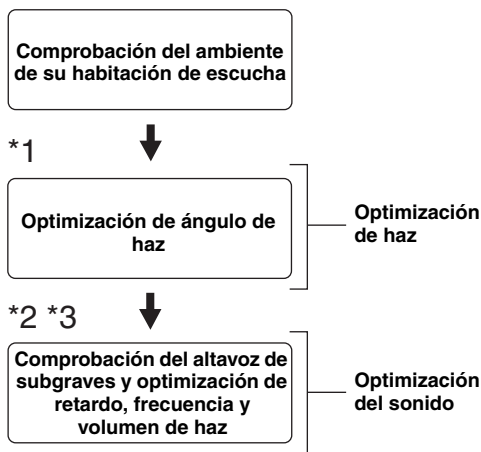 Comprobación del ambiente
de su habitación de escucha
*1
Optimización de ángulo de
haz
Optimización
de haz
*2 *3
Comprobación del altavoz de
subgraves y optimización de
retardo, frecuencia y
volumen de haz
Optimización
del sonido